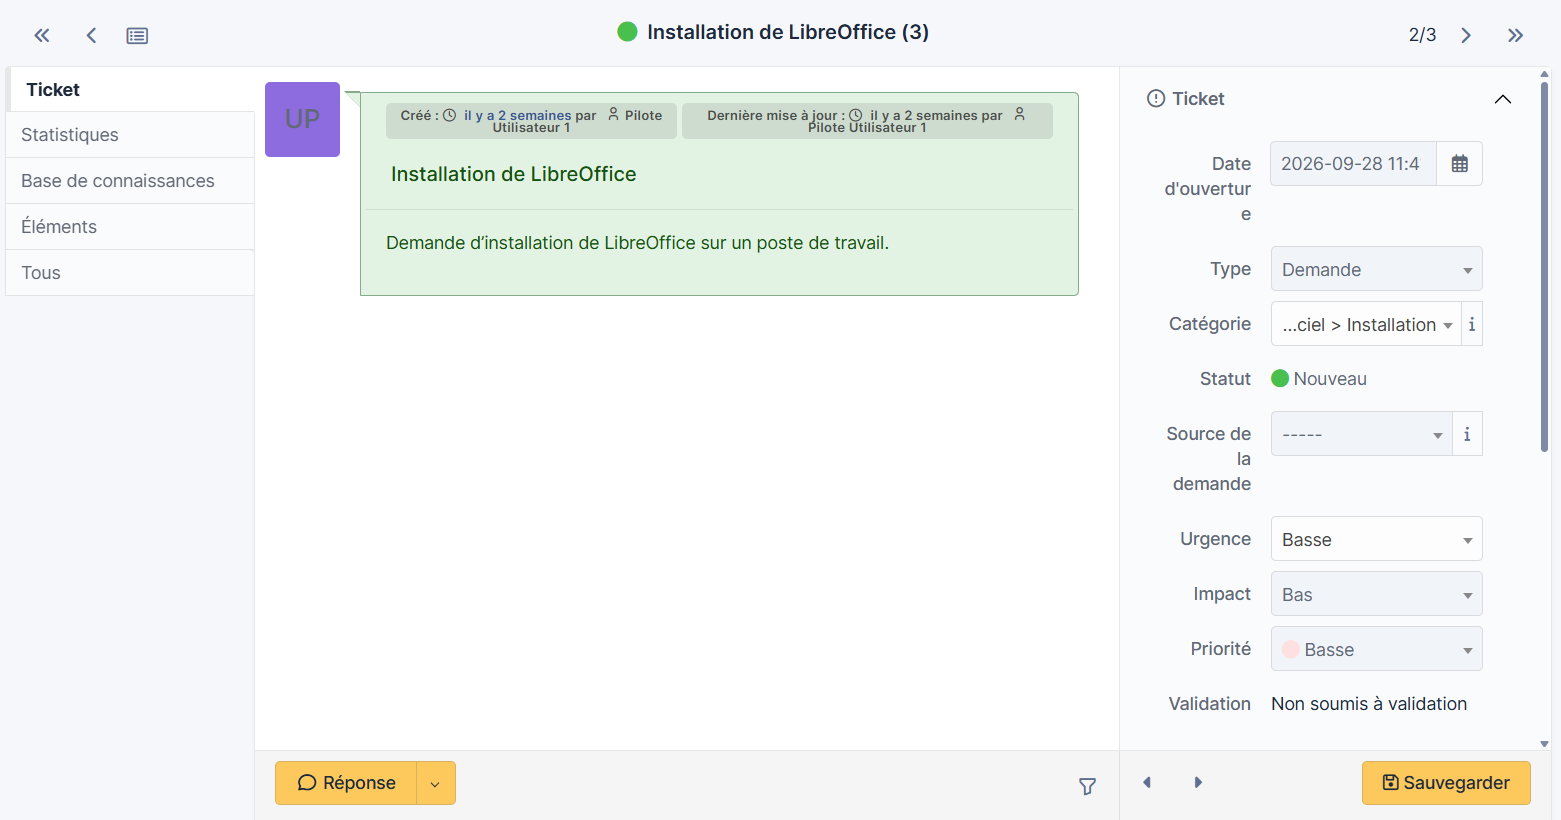 Installation de LibreOffice (3)
2/3
Ticket
Statistiques
Base de connaissances
Éléments
Tous
UP
Créé : il y a 2 semaines par Pilote
Utilisateur 1
Dernière mise à jour : il y a 2 semaines par
Pilote Utilisateur 1
Installation de LibreOffice
Demande d’installation de LibreOffice sur un poste de travail.
Réponse
Ticket
Date
d'ouvertur
e
2026-09-28 11:4
Type
Demande
Catégorie
...ciel > Installation
i
Statut
Nouveau
Source de
la
demande
-----
i
Urgence
Basse
Impact
Bas
Priorité
Basse
Validation
Non soumis à validation
Sauvegarder